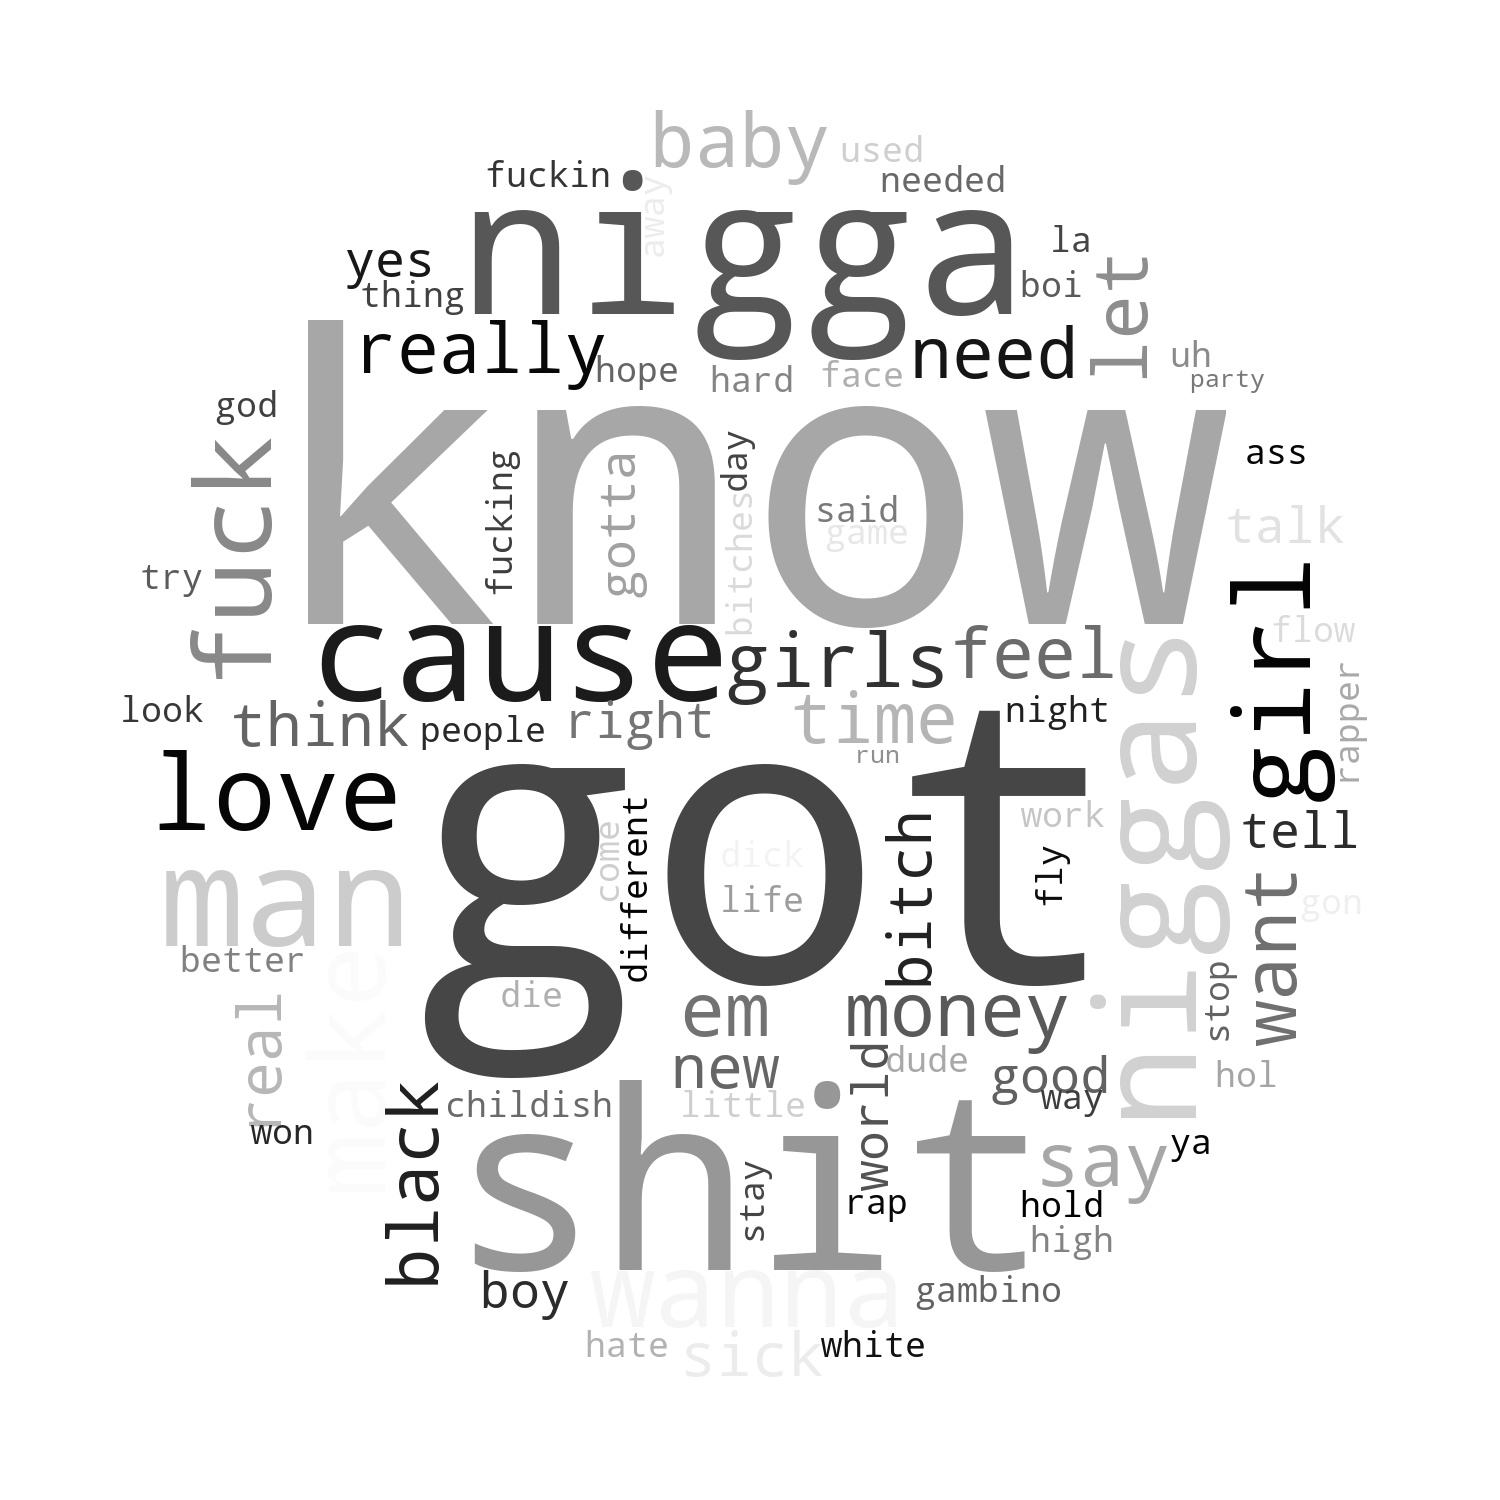 baby
used
fuckin
needed
away
nigga
la
yes
boi
let
thing
really
need
uh
hope
hard
face
party
god
know
fuck
ass
fucking
gotta
day
bitches
said
game
talk
try
girl
cause
girls
feel
flow
niggas
rapper
look
think
people
right
time
night
run
love
got
tell
different
come
work
dick
life
bitch
fly
man
want
gon
better
make
real
die
em
money
stop
new
world
dude
good
hol
way
black
childish
little
shit
won
say
ya
stay
rap
hold
high
boy
wanna
gambino
hate
sick
white